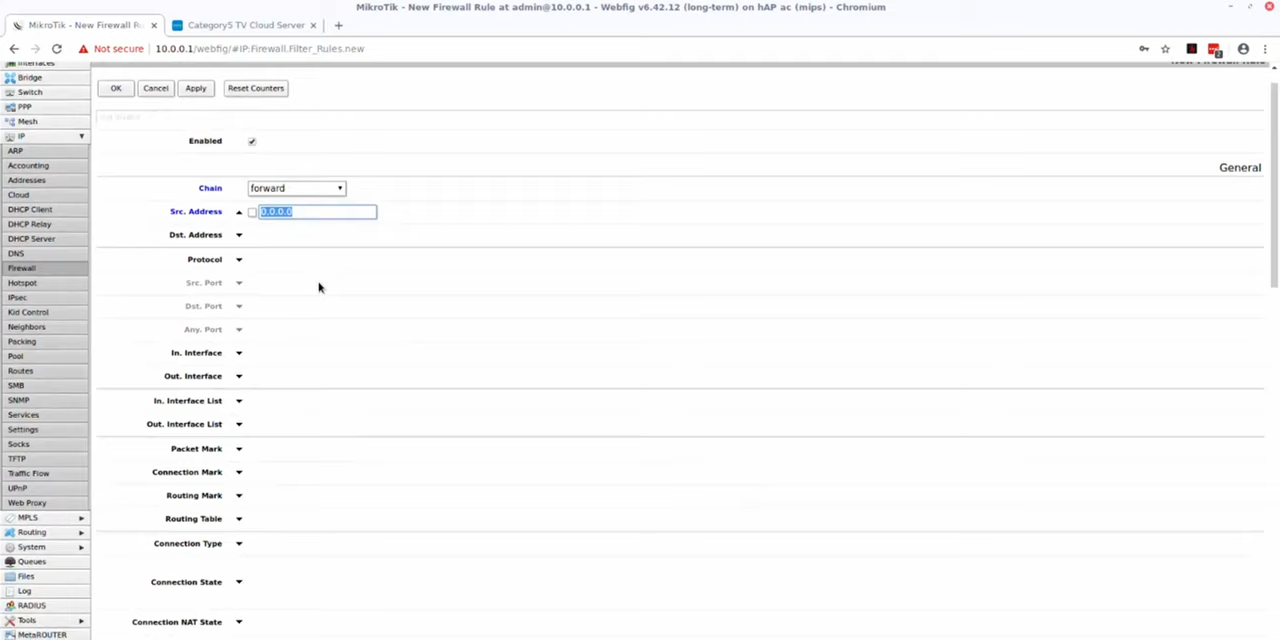 MikroTik - New Firewall Rule at admin@10.0.0.1 - Webfig v6.42.12 (long-term) on hAP ac (mips) - Chromium
MikroTik - New Firewall Ru
Category5 TV Cloud Server
Not secure
10.0.0.1/webfig/#IP:Firewall.Filter_Rules.new
Interfaces
Bridge
Switch
PPP
Mesh
IP
ARP
Accounting
Addresses
Cloud
DHCP Client
DHCP Relay
DHCP Server
DNS
Firewall
Hotspot
IPsec
Kid Control
Neighbors
Packing
Pool
Routes
SMB
SNMP
Services
Settings
Socks
TFTP
Traffic Flow
UPnP
Web Proxy
MPLS
Routing
System
Queues
Files
Log
RADIUS
Tools
MetaROUTER
New Firewall Rule
OK
Cancel
Apply
Reset Counters
Enabled
General
Chain
forward
Src. Address
0.0.0.0
Dst. Address
Protocol
Src. Port
Dst. Port
Any. Port
In. Interface
Out. Interface
In. Interface List
Out. Interface List
Packet Mark
Connection Mark
Routing Mark
Routing Table
Connection Type
Connection State
Connection NAT State